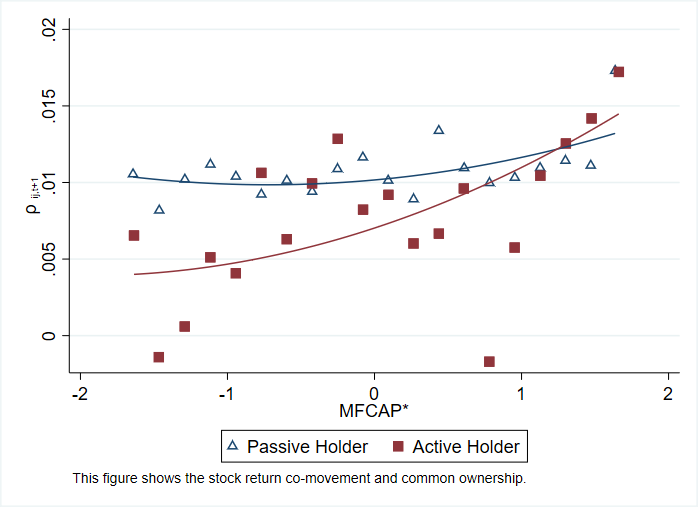 .02
.015
.01
.005
0
ρ ij,t+1
-2 -1 0 1 2
MFCAP*
Passive Holder Active Holder
This figure shows the stock return co-movement and common ownership.